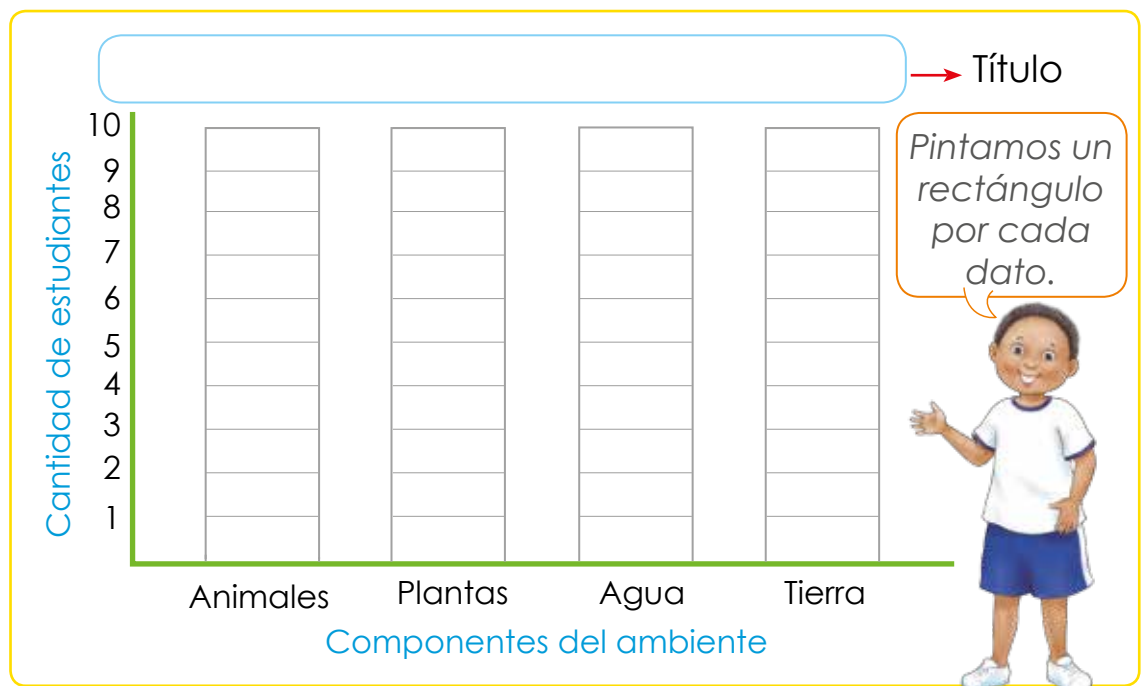 Título
Pintamos un
rectángulo
por cada
dato.
Cantidad de estudiantes
10
9
8
7
6
5
4
3
2
1
Animales
Plantas
Agua
Tierra
Componentes del ambiente